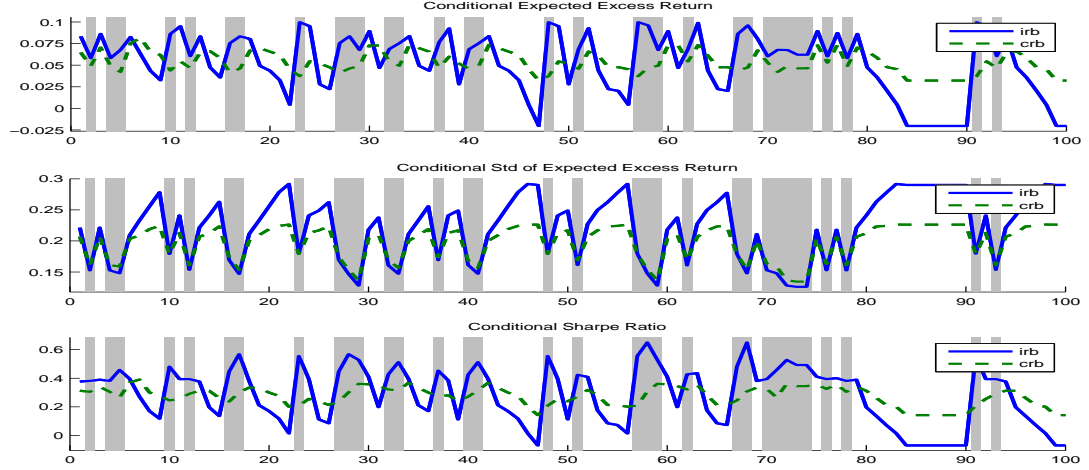 Conditional Expected Excess Return
0.1
0.075
0.05
0.025
0
−0.025
irb
crb
0 10 20 30 40 50 60 70 80 90 100
Conditional Std of Expected Excess Return
0.3
0.25
0.2
0.15
irb
crb
0 10 20 30 40 50 60 70 80 90 100
Conditional Sharpe Ratio
0.6
0.4
0.2
0
irb
crb
0 10 20 30 40 50 60 70 80 90 100